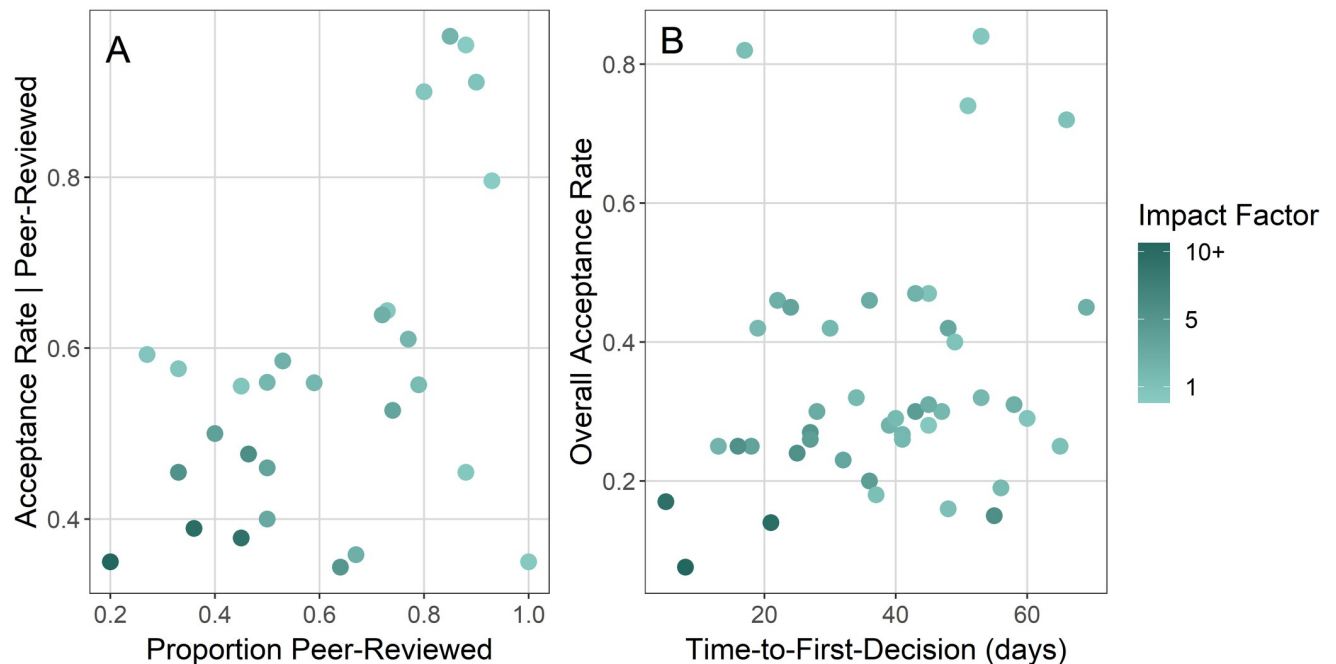 A
Acceptance Rate | Peer-Reviewed
0.8
0.6
0.4
0.2
0.4
0.6
0.8
1.0
Proportion Peer-Reviewed
B
Overall Acceptance Rate
0.8
0.6
0.4
0.2
20
40
60
Time-to-First-Decision (days)
Impact Factor
10+
5
1